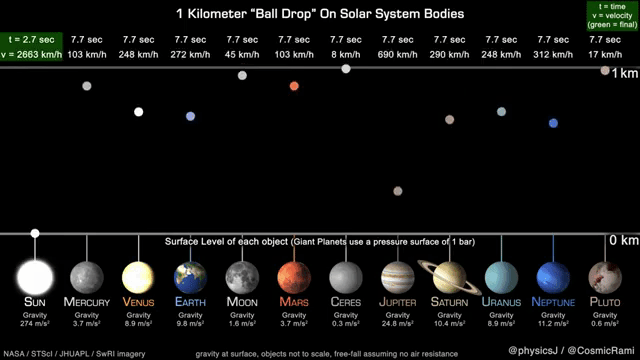 1 Kilometer "Ball Drop" On Solar System Bodies
t = time
v = velocity
(green = final)
t = 2.7 sec 7.7 sec 7.7 sec 7.7 sec 7.7 sec 7.7 sec 7.7 sec 7.7 sec 7.7 sec 7.7 sec 7.7 sec 7.7 sec
v = 2663 km/h 103 km/h 248 km/h 272 km/h 45 km/h 103 km/h 8 km/h 690 km/h 290 km/h 248 km/h 312 km/h 17 km/h
1 km
Surface Level of each object (Giant Planets use a pressure surface of 1 bar)
0 km
SUN MERCURY VENUS EARTH MOON MARS CERES JUPITER SATURN URANUS NEPTUNE PLUTO
Gravity Gravity Gravity Gravity Gravity Gravity Gravity Gravity Gravity Gravity Gravity Gravity
274 m/s² 3.7 m/s² 8.9 m/s² 9.8 m/s² 1.6 m/s² 3.7 m/s² 0.3 m/s² 24.8 m/s² 10.4 m/s² 8.9 m/s² 11.2 m/s² 0.6 m/s²
NASA / STScI / JHUAPL / SwRI imagery
gravity at surface, objects not to scale, free-fall assuming no air resistance
@physicsJ / @CosmicRami